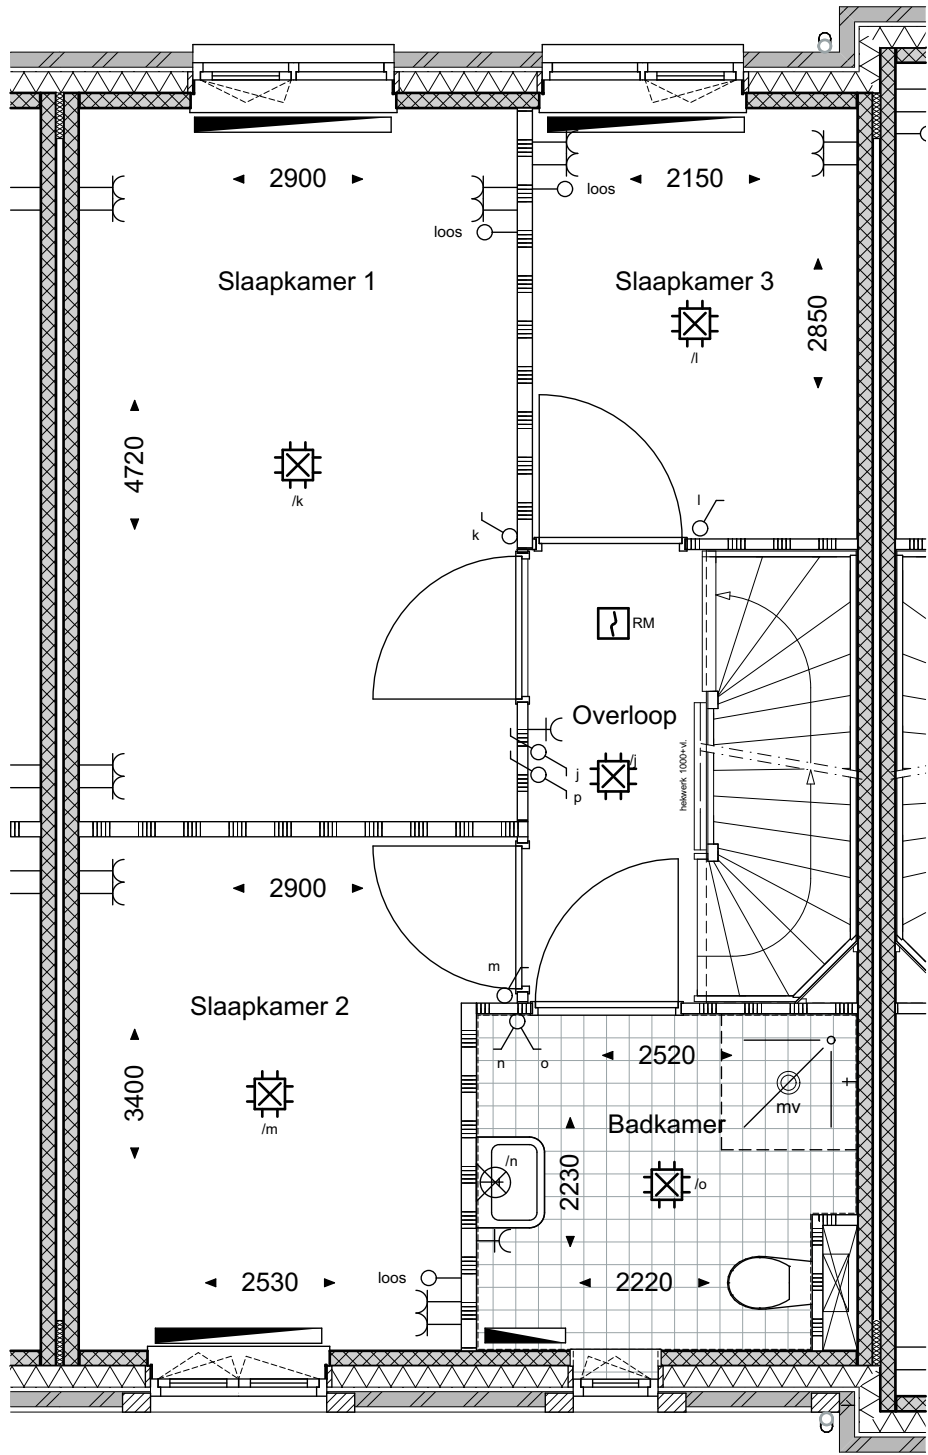 2900
2150
loos
loos
Slaapkamer 1
Slaapkamer 3
2850
/l
4720
/k
l
k
RM
Overloop
/j
j
p
hekwerk 1000+vl.
2900
m
Slaapkamer 2
n
o
2520
3400
mv
Badkamer
/m
/n
2230
/o
loos
2530
2220